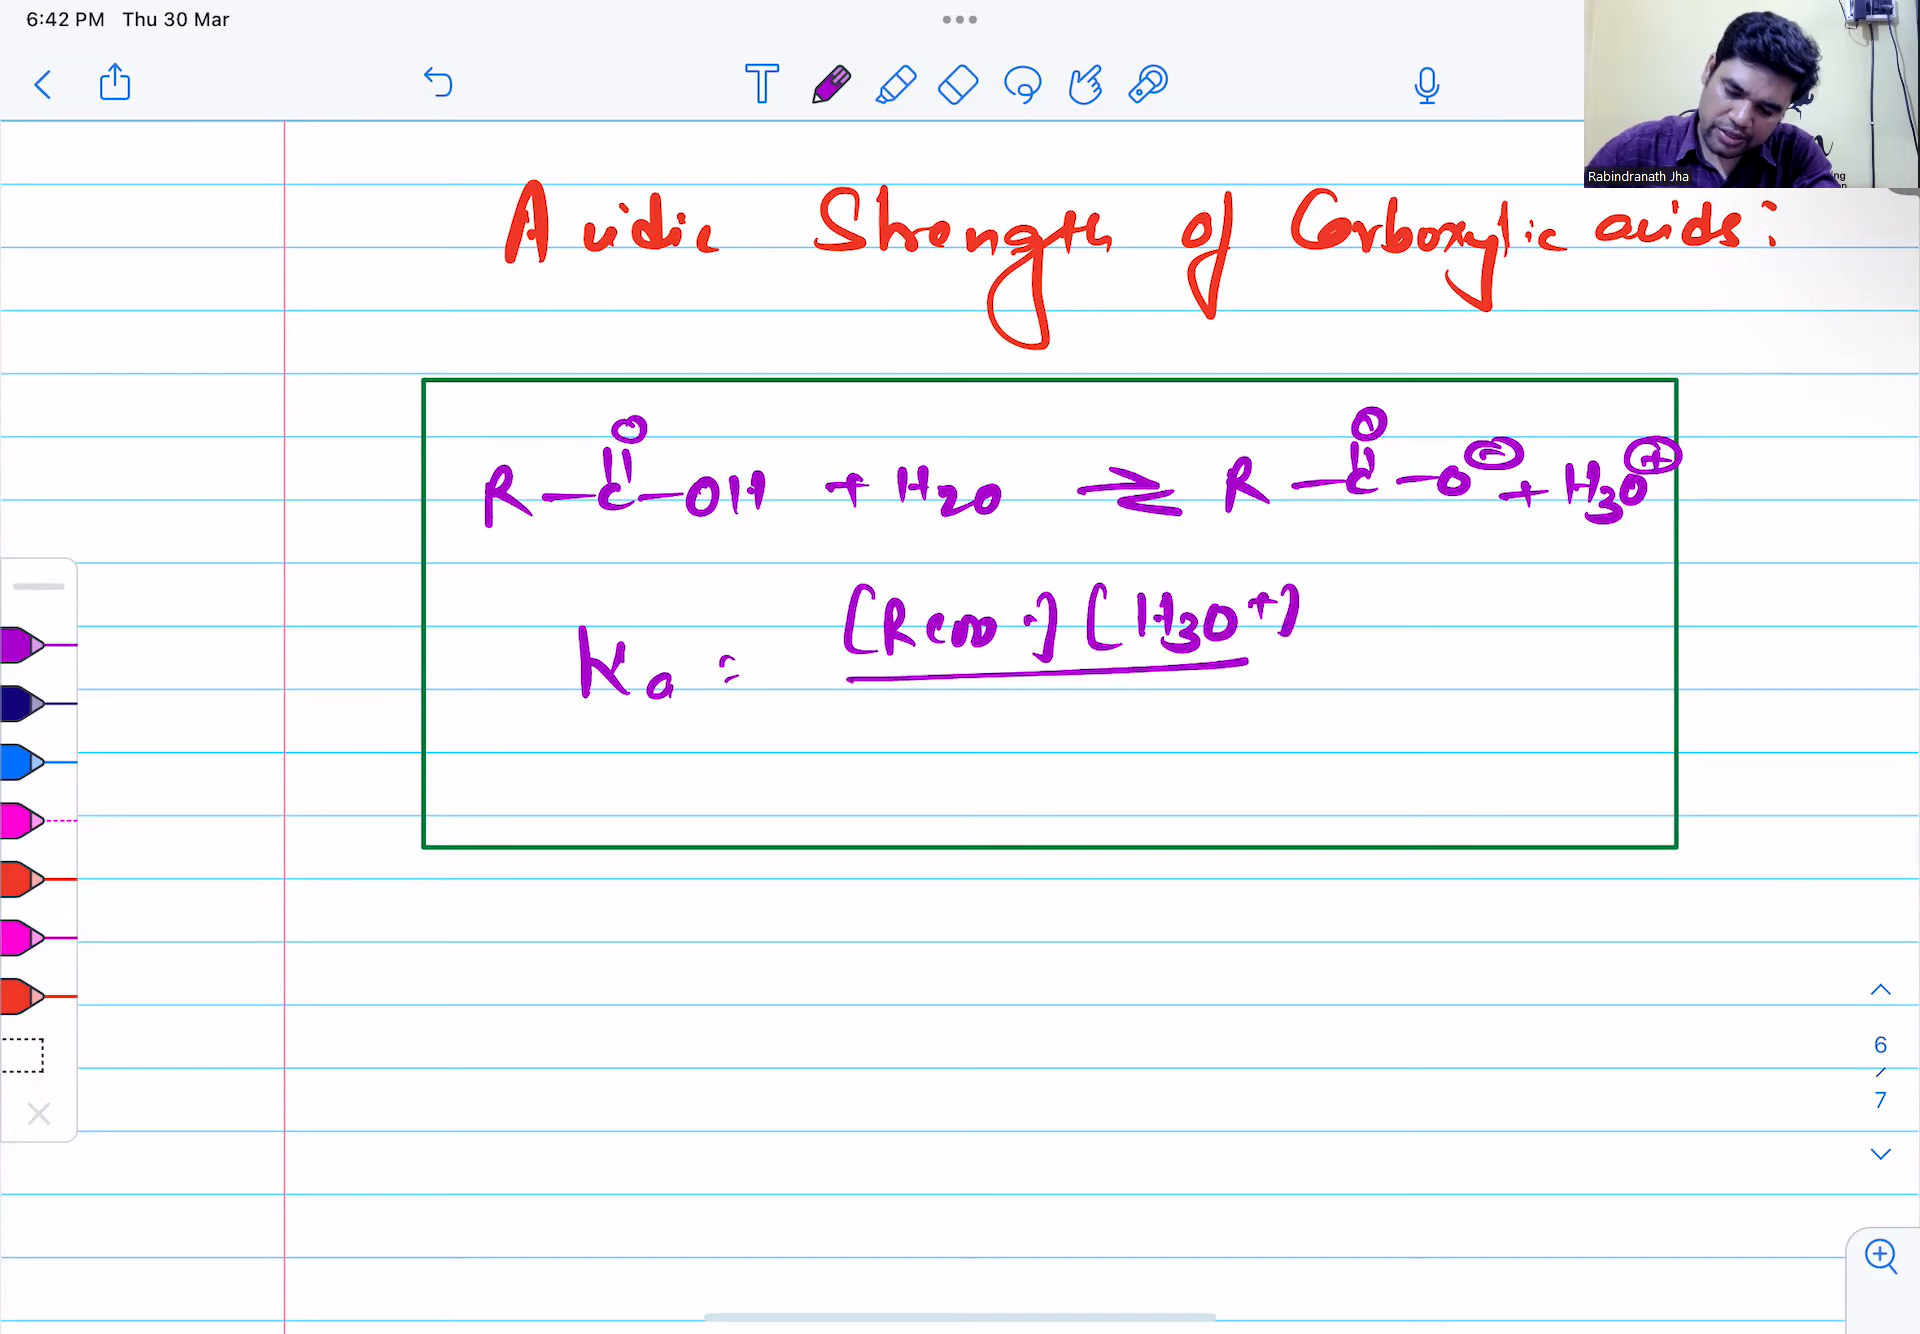 6:42 PM Thu 30 Mar
Rabindranath Jha
Acidic Strength of Carboxylic acids:
O O
R-C-OH + H2O ⇌ R-C-O⊖ + H3O⊕
[RCOO-] [H3O+]
Ka =
6
7